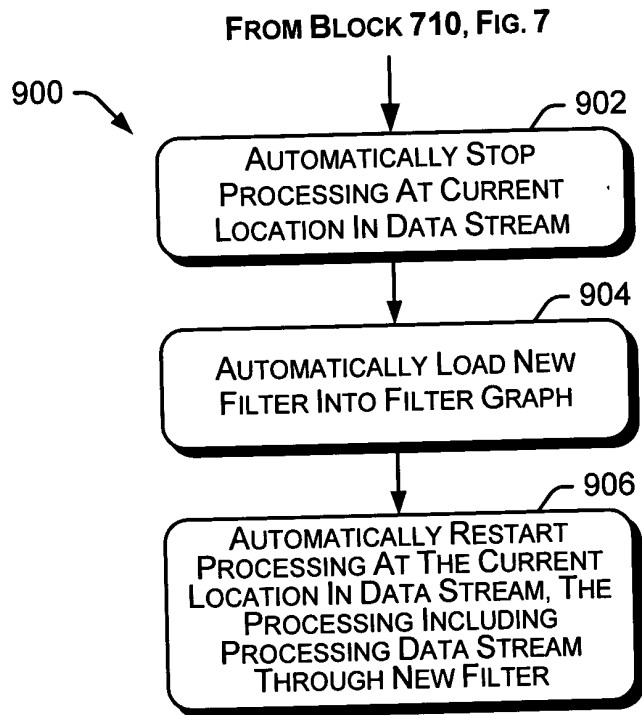 FROM BLOCK 710, FIG. 7
900
902
AUTOMATICALLY STOP
PROCESSING AT CURRENT
LOCATION IN DATA STREAM
904
AUTOMATICALLY LOAD NEW
FILTER INTO FILTER GRAPH
906
AUTOMATICALLY RESTART
PROCESSING AT THE CURRENT
LOCATION IN DATA STREAM, THE
PROCESSING INCLUDING
PROCESSING DATA STREAM
THROUGH NEW FILTER